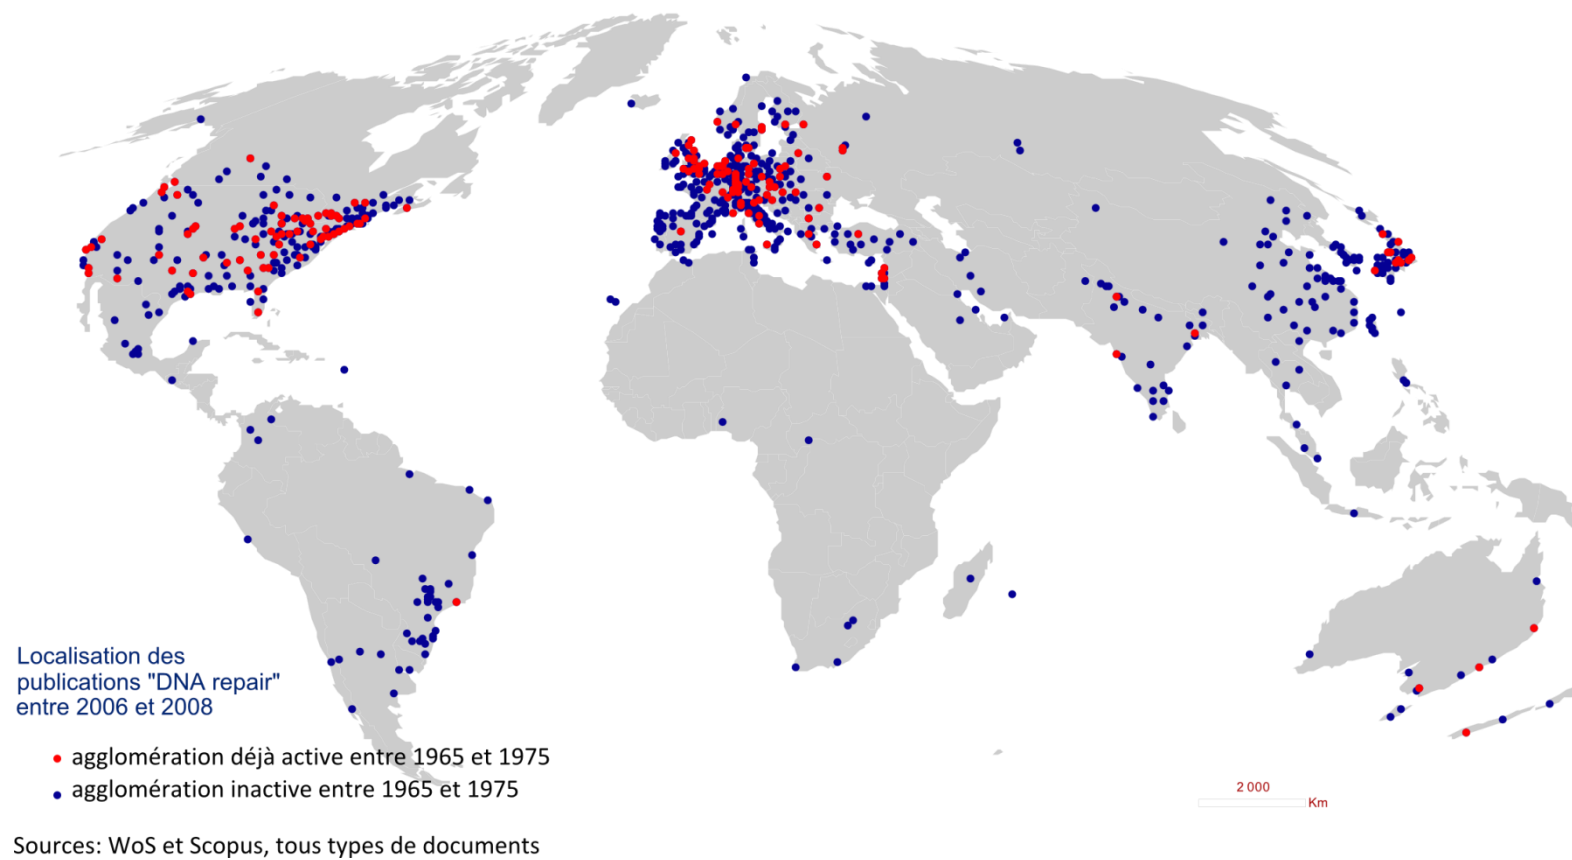 Localisation des
publications "DNA repair"
entre 2006 et 2008
agglomération déjà active entre 1965 et 1975
agglomération inactive entre 1965 et 1975
2 000
Km
Sources: WoS et Scopus, tous types de documents